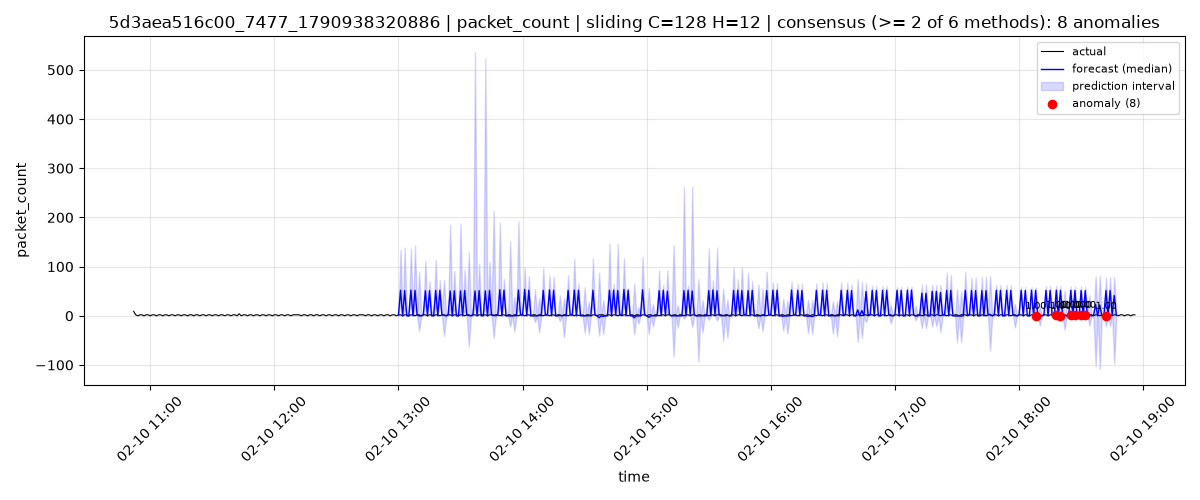 5d3aea516c00_7477_1790938320886 | packet_count | sliding C=128 H=12 | consensus (>= 2 of 6 methods): 8 anomalies
actual
forecast (median)
prediction interval
anomaly (8)
packet_count
500
400
300
200
100
0
−100
02-10 11:00
02-10 12:00
02-10 13:00
02-10 14:00
02-10 15:00
02-10 16:00
02-10 17:00
02-10 18:00
02-10 19:00
time